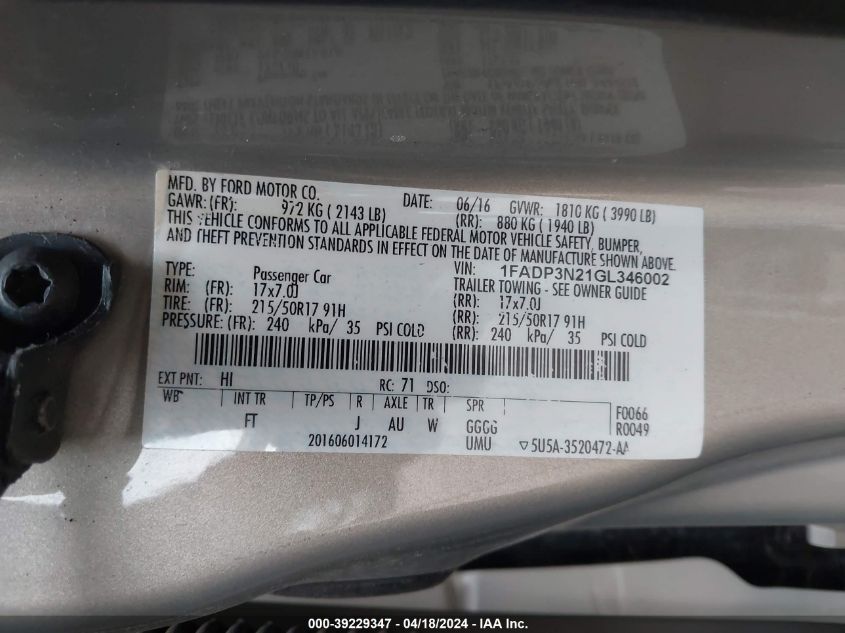 MFD. BY FORD MOTOR CO.
DATE: 06/16 GVWR: 1810 KG ( 3990 LB)
GAWR: (FR): 972 KG ( 2143 LB) (RR): 880 KG ( 1940 LB)
THIS VEHICLE CONFORMS TO ALL APPLICABLE FEDERAL MOTOR VEHICLE SAFETY, BUMPER,
AND THEFT PREVENTION STANDARDS IN EFFECT ON THE DATE OF MANUFACTURE SHOWN ABOVE.
VIN: 1FADP3N21GL346002
TYPE: Passenger Car TRAILER TOWING - SEE OWNER GUIDE
RIM: (FR): 17x7.0J (RR): 17x7.0J
TIRE: (FR): 215/50R17 91H (RR): 215/50R17 91H
PRESSURE: (FR): 240 kPa/ 35 PSI COLD (RR): 240 kPa/ 35 PSI COLD
EXT PNT: HI RC: 71 DSO:
WB INT TR TP/PS R AXLE TR SPR F0066
FT J AU W GGGG R0049
201606014172 UMU ▽5U5A-3520472-AA
000-39229347 - 04/18/2024 - IAA Inc.